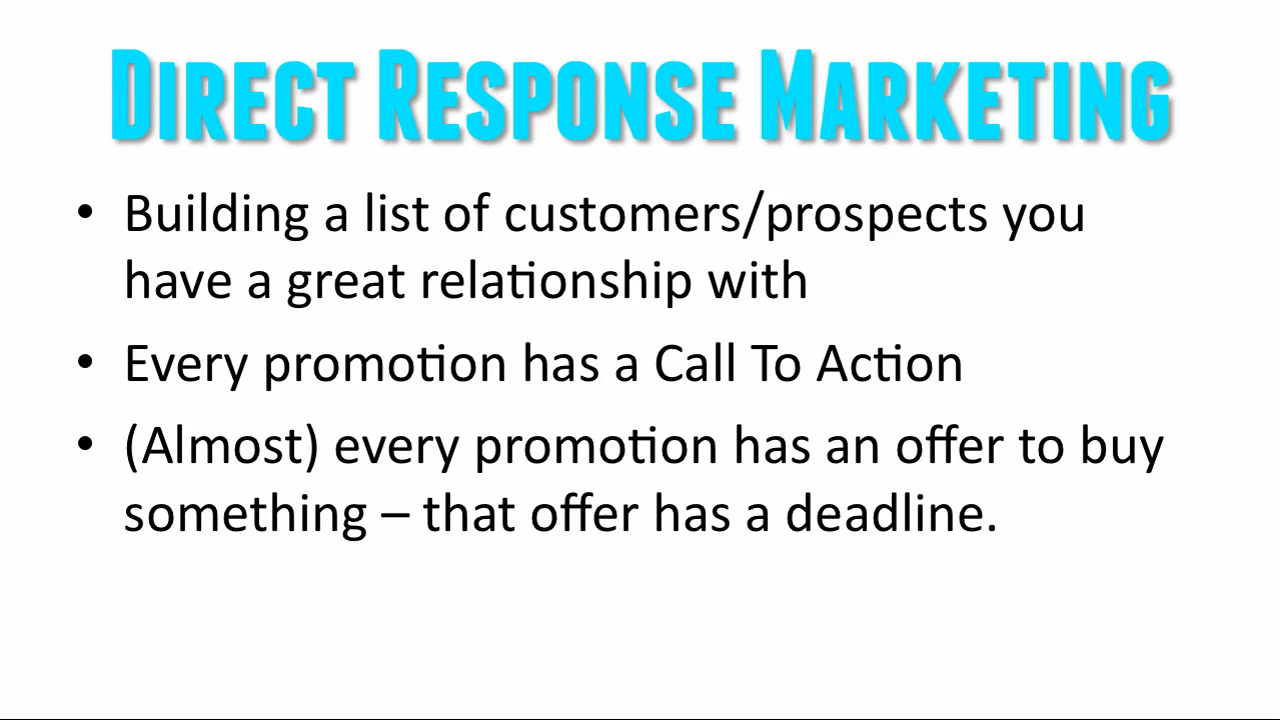 DIRECT RESPONSE MARKETING
• Building a list of customers/prospects you
have a great relationship with
• Every promotion has a Call To Action
• (Almost) every promotion has an offer to buy
something – that offer has a deadline.